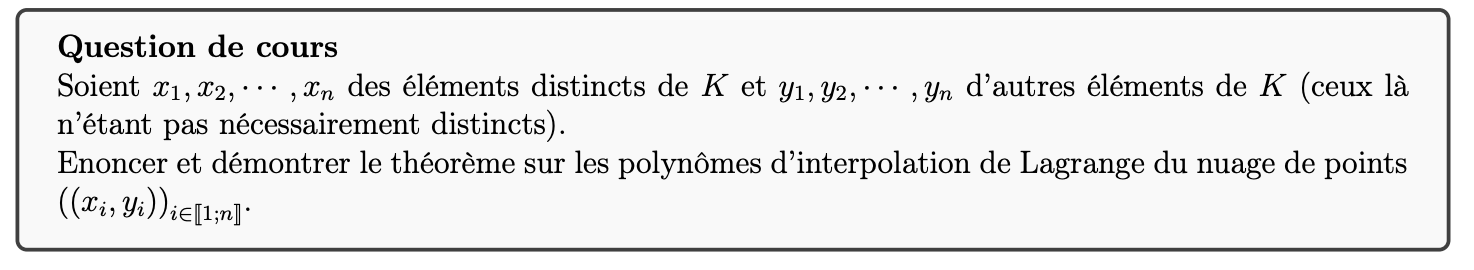 Question de cours
Soient $x_1, x_2, \cdots, x_n$ des éléments distincts de $K$ et $y_1, y_2, \cdots, y_n$ d'autres éléments de $K$ (ceux là
n'étant pas nécessairement distincts).
Enoncer et démontrer le théorème sur les polynômes d'interpolation de Lagrange du nuage de points
$((x_i, y_i))_{i \in [\![1;n]\!]}$.